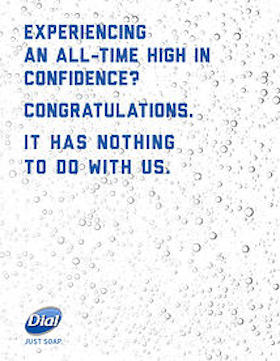 EXPERIENCING
AN ALL-TIME HIGH IN
CONFIDENCE?
CONGRATULATIONS.
IT HAS NOTHING
TO DO WITH US.
Dial
JUST SOAP.